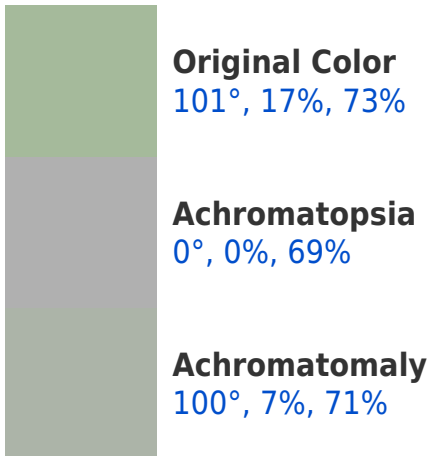 Original Color
101°, 17%, 73%
Achromatopsia
0°, 0%, 69%
Achromatomaly
100°, 7%, 71%